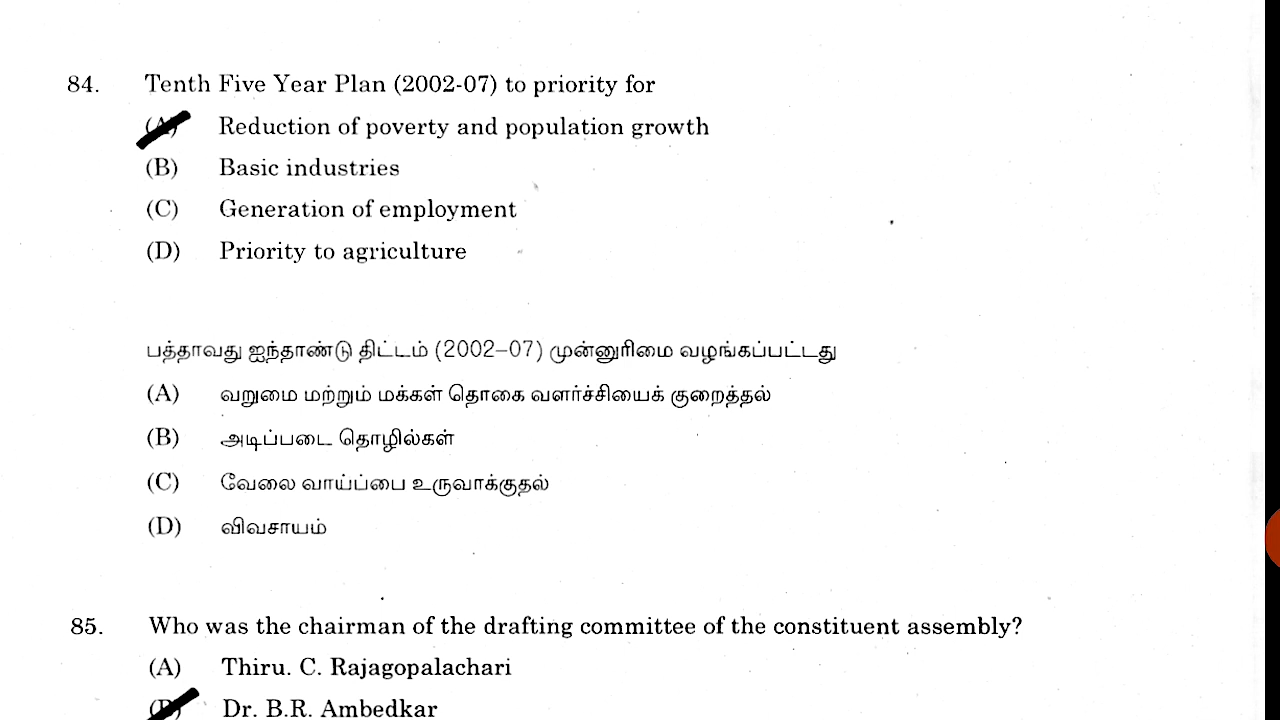 84. Tenth Five Year Plan (2002-07) to priority for
(A) Reduction of poverty and population growth
(B) Basic industries
(C) Generation of employment
(D) Priority to agriculture
பத்தாவது ஐந்தாண்டு திட்டம் (2002–07) முன்னுரிமை வழங்கப்பட்டது
(A) வறுமை மற்றும் மக்கள் தொகை வளர்ச்சியைக் குறைத்தல்
(B) அடிப்படை தொழில்கள்
(C) வேலை வாய்ப்பை உருவாக்குதல்
(D) விவசாயம்
85. Who was the chairman of the drafting committee of the constituent assembly?
(A) Thiru. C. Rajagopalachari
(B) Dr. B.R. Ambedkar